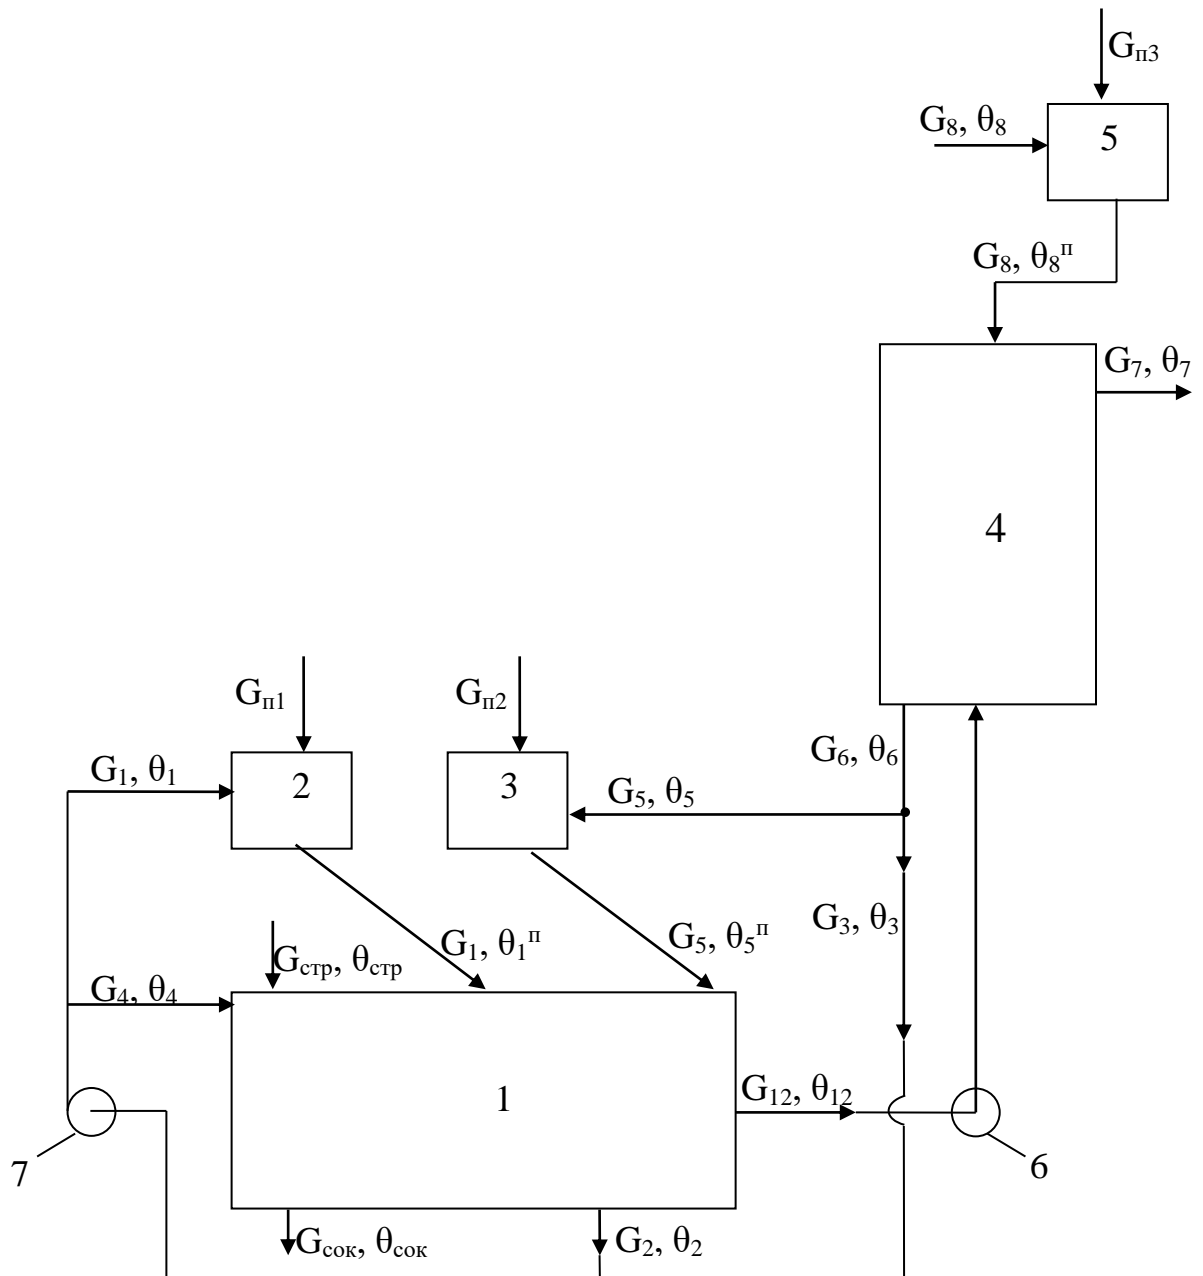 Gп3
G8, θ8
5
G8, θ8п
G7, θ7
4
Gп1
Gп2
G6, θ6
G1, θ1
2
3
G5, θ5
G3, θ3
G1, θ1п
G5, θ5п
Gстр, θстр
G4, θ4
1
G12, θ12
7
6
Gсок, θсок
G2, θ2